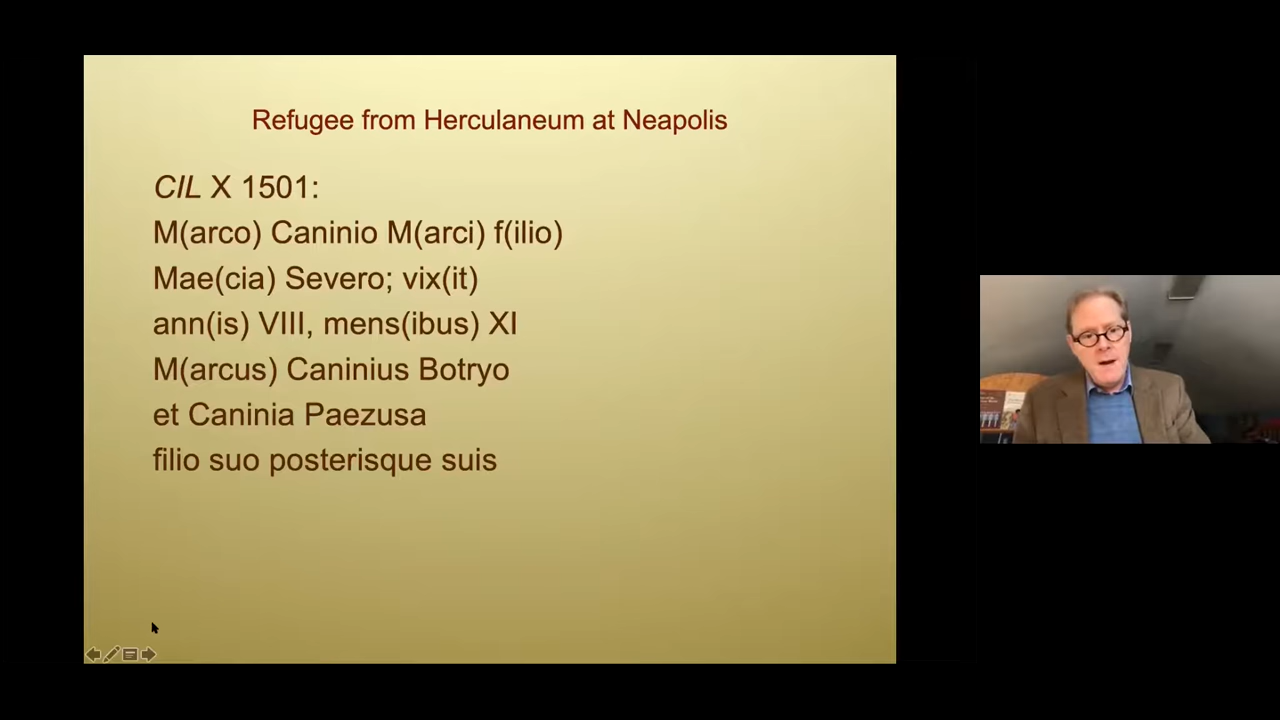 Refugee from Herculaneum at Neapolis
CIL X 1501:
M(arco) Caninio M(arci) f(ilio)
Mae(cia) Severo; vix(it)
ann(is) VIII, mens(ibus) XI
M(arcus) Caninius Botryo
et Caninia Paezusa
filio suo posterisque suis